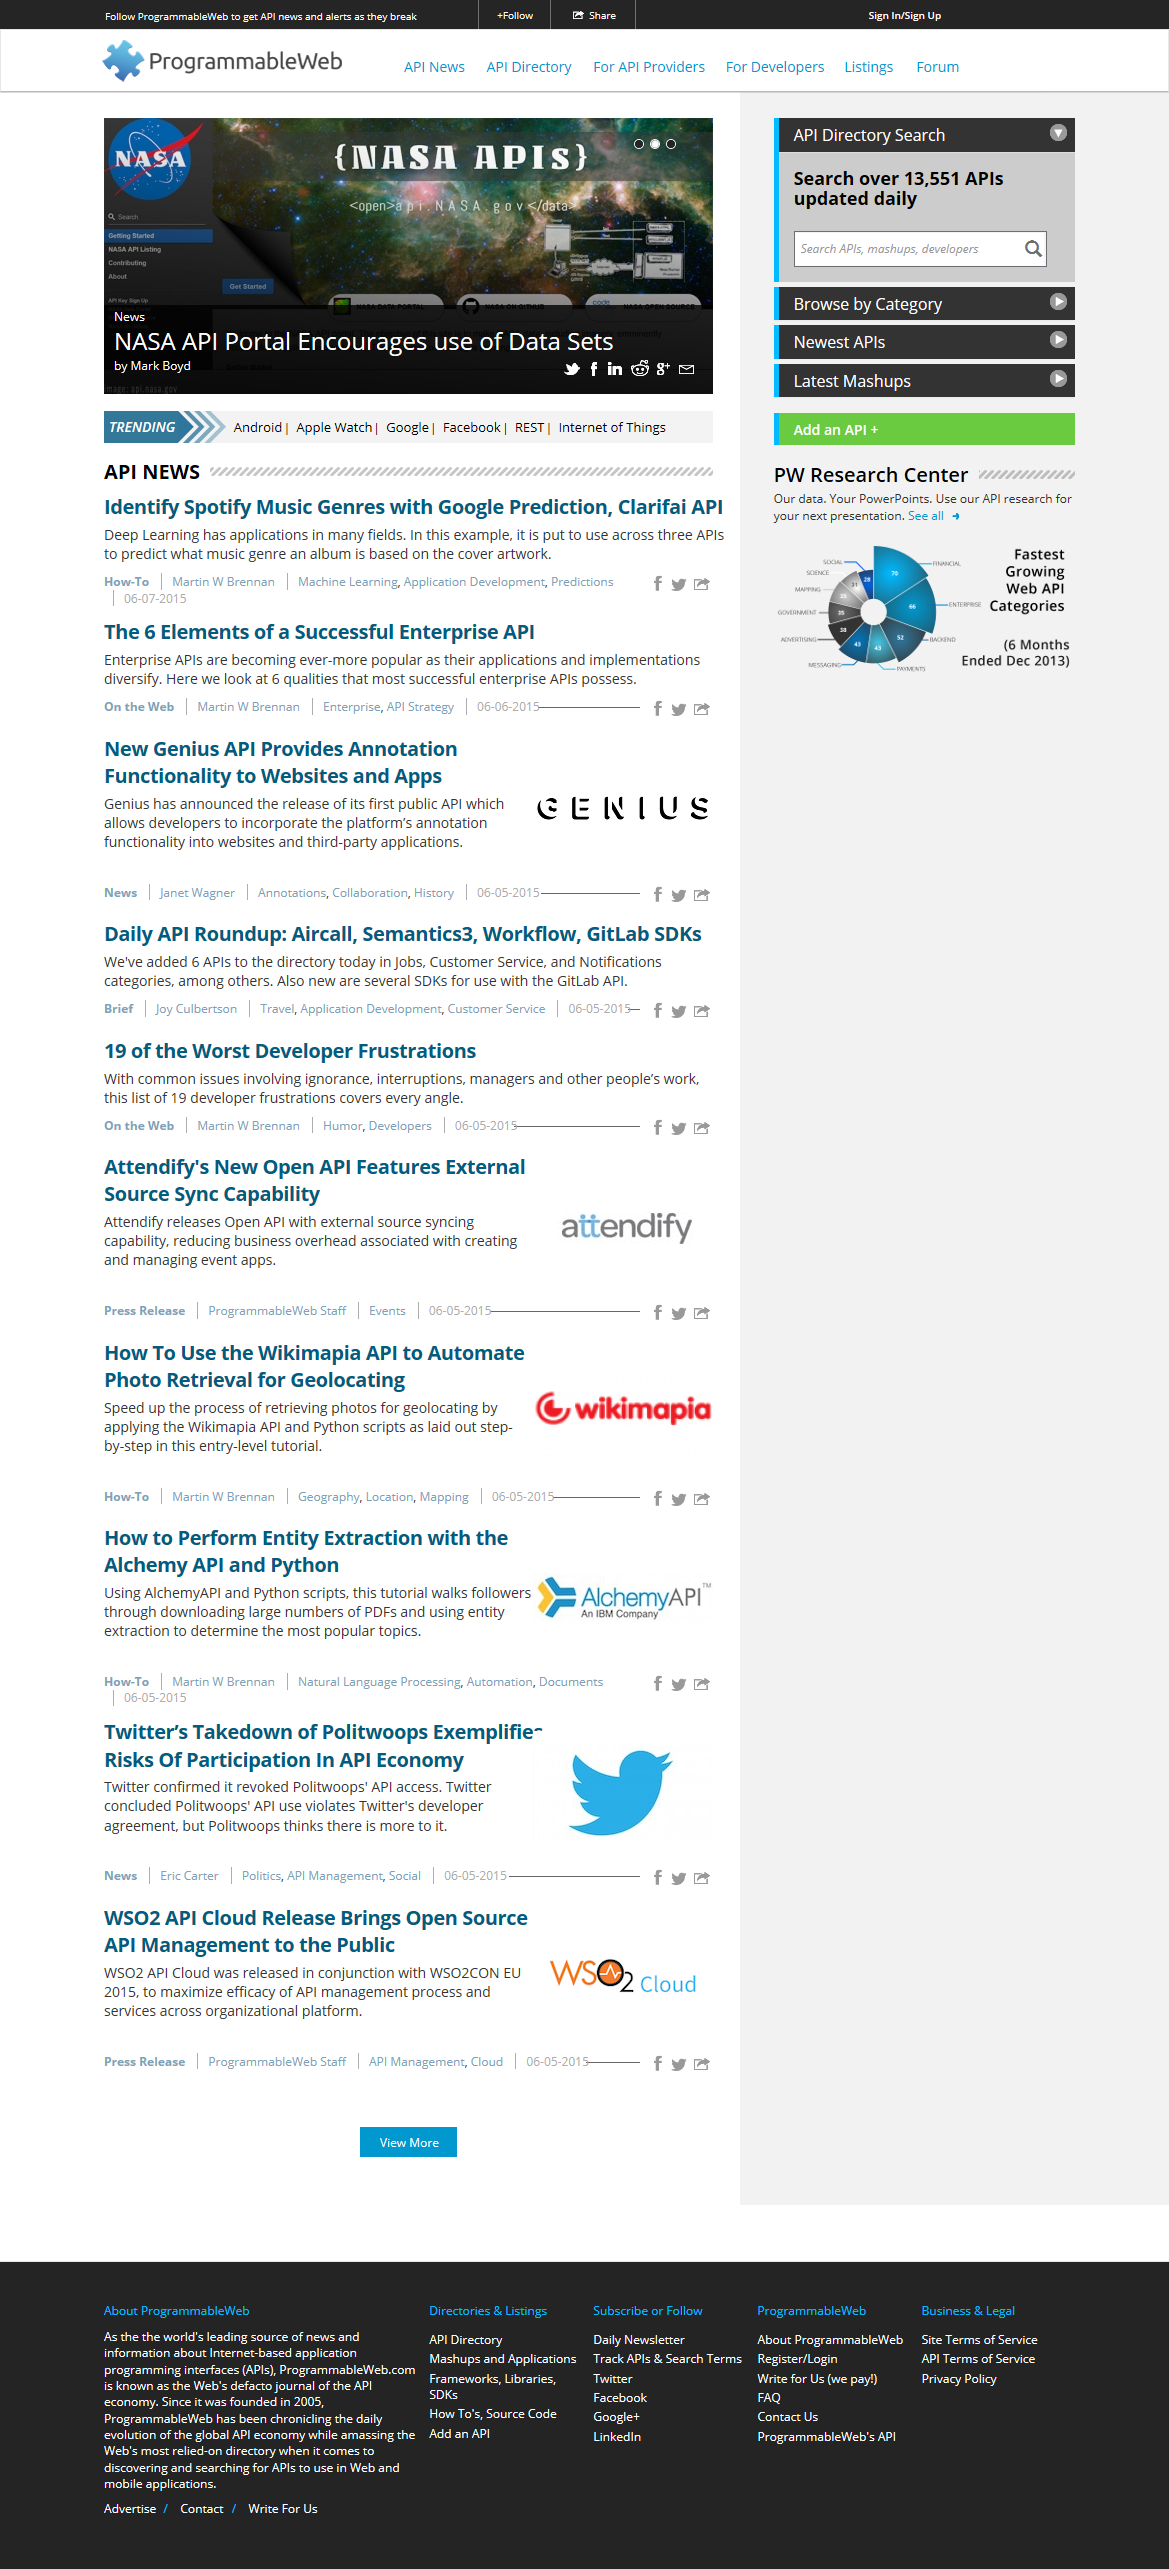 Follow ProgrammableWeb to get API news and alerts as they break
+Follow
Share
Sign In/Sign Up
ProgrammableWeb
API News
API Directory
For API Providers
For Developers
Listings
Forum
NASA
{NASA APIS}
<open>api.NASA.gov</data>
Search
Getting Started
NASA API Listing
Contributing
About
API Key Sign Up
Get Started
NASA DATA PORTAL
NASA ON GITHUB
code
NASA OPEN SOURCE
News
NASA API Portal Encourages use of Data Sets
by Mark Boyd
image: api.nasa.gov
TRENDING
Android | Apple Watch | Google | Facebook | REST | Internet of Things
API NEWS
Identify Spotify Music Genres with Google Prediction, Clarifai API
Deep Learning has applications in many fields. In this example, it is put to use across three APIs
to predict what music genre an album is based on the cover artwork.
How-To | Martin W Brennan | Machine Learning, Application Development, Predictions
| 06-07-2015
The 6 Elements of a Successful Enterprise API
Enterprise APIs are becoming ever-more popular as their applications and implementations
diversify. Here we look at 6 qualities that most successful enterprise APIs possess.
On the Web | Martin W Brennan | Enterprise, API Strategy | 06-06-2015
New Genius API Provides Annotation
Functionality to Websites and Apps
Genius has announced the release of its first public API which
allows developers to incorporate the platform's annotation
functionality into websites and third-party applications.
GENIUS
News | Janet Wagner | Annotations, Collaboration, History | 06-05-2015
Daily API Roundup: Aircall, Semantics3, Workflow, GitLab SDKs
We've added 6 APIs to the directory today in Jobs, Customer Service, and Notifications
categories, among others. Also new are several SDKs for use with the GitLab API.
Brief | Joy Culbertson | Travel, Application Development, Customer Service | 06-05-2015
19 of the Worst Developer Frustrations
With common issues involving ignorance, interruptions, managers and other people's work,
this list of 19 developer frustrations covers every angle.
On the Web | Martin W Brennan | Humor, Developers | 06-05-2015
Attendify's New Open API Features External
Source Sync Capability
Attendify releases Open API with external source syncing
capability, reducing business overhead associated with creating
and managing event apps.
attendify
Press Release | ProgrammableWeb Staff | Events | 06-05-2015
How To Use the Wikimapia API to Automate
Photo Retrieval for Geolocating
Speed up the process of retrieving photos for geolocating by
applying the Wikimapia API and Python scripts as laid out step-
by-step in this entry-level tutorial.
wikimapia
How-To | Martin W Brennan | Geography, Location, Mapping | 06-05-2015
How to Perform Entity Extraction with the
Alchemy API and Python
Using AlchemyAPI and Python scripts, this tutorial walks followers
through downloading large numbers of PDFs and using entity
extraction to determine the most popular topics.
AlchemyAPI™
An IBM Company
How-To | Martin W Brennan | Natural Language Processing, Automation, Documents
| 06-05-2015
Twitter's Takedown of Politwoops Exemplifies
Risks Of Participation In API Economy
Twitter confirmed it revoked Politwoops' API access. Twitter
concluded Politwoops' API use violates Twitter's developer
agreement, but Politwoops thinks there is more to it.
News | Eric Carter | Politics, API Management, Social | 06-05-2015
WSO2 API Cloud Release Brings Open Source
API Management to the Public
WSO2 API Cloud was released in conjunction with WSO2CON EU
2015, to maximize efficacy of API management process and
services across organizational platform.
WSO2 Cloud
Press Release | ProgrammableWeb Staff | API Management, Cloud | 06-05-2015
View More
API Directory Search
Search over 13,551 APIs
updated daily
Search APIs, mashups, developers
Browse by Category
Newest APIs
Latest Mashups
Add an API +
PW Research Center
Our data. Your PowerPoints. Use our API research for
your next presentation. See all
SOCIAL
SCIENCE
MAPPING
GOVERNMENT
ADVERTISING
MESSAGING
PAYMENTS
BACKEND
ENTERPRISE
FINANCIAL
70
66
52
43
43
38
35
31
28
Fastest
Growing
Web API
Categories
(6 Months
Ended Dec 2013)
About ProgrammableWeb
As the the world's leading source of news and
information about Internet-based application
programming interfaces (APIs), ProgrammableWeb.com
is known as the Web's defacto journal of the API
economy. Since it was founded in 2005,
ProgrammableWeb has been chronicling the daily
evolution of the global API economy while amassing the
Web's most relied-on directory when it comes to
discovering and searching for APIs to use in Web and
mobile applications.
Advertise / Contact / Write For Us
Directories & Listings
API Directory
Mashups and Applications
Frameworks, Libraries,
SDKs
How To's, Source Code
Add an API
Subscribe or Follow
Daily Newsletter
Track APIs & Search Terms
Twitter
Facebook
Google+
LinkedIn
ProgrammableWeb
About ProgrammableWeb
Register/Login
Write for Us (we pay!)
FAQ
Contact Us
ProgrammableWeb's API
Business & Legal
Site Terms of Service
API Terms of Service
Privacy Policy